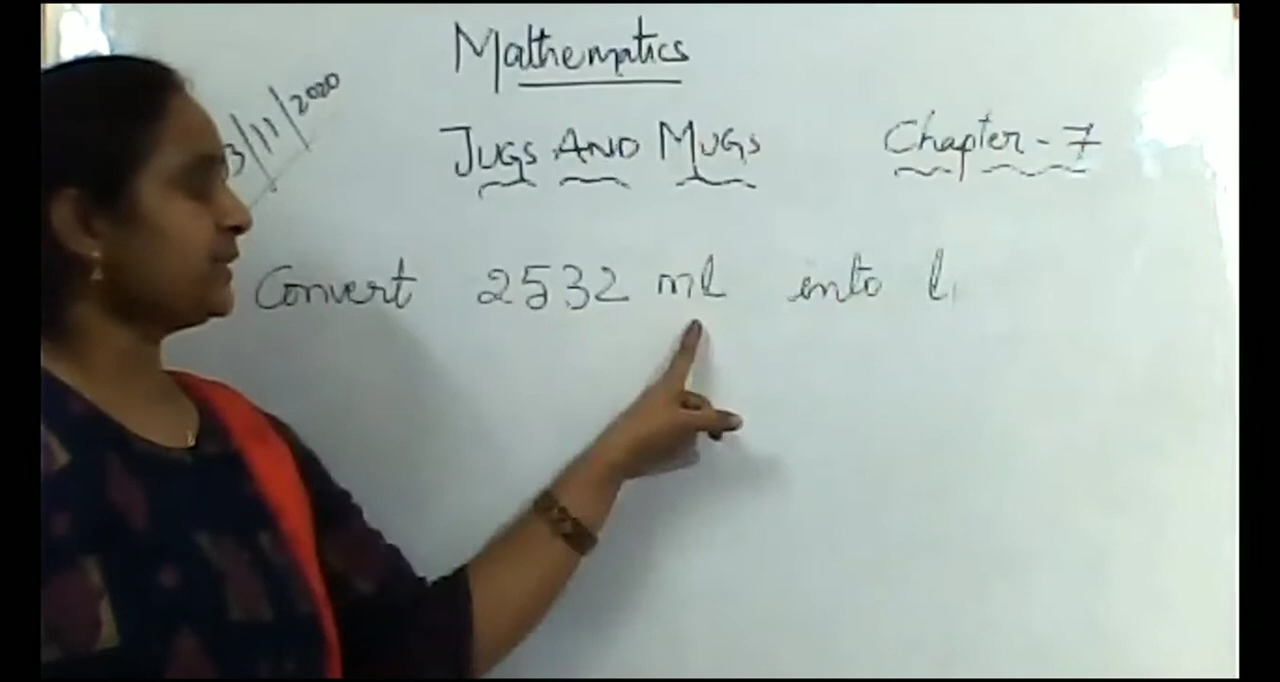 Mathematics
3/11/2020
JUGS AND MUGS Chapter - 7
Convert 2532 ml into l.